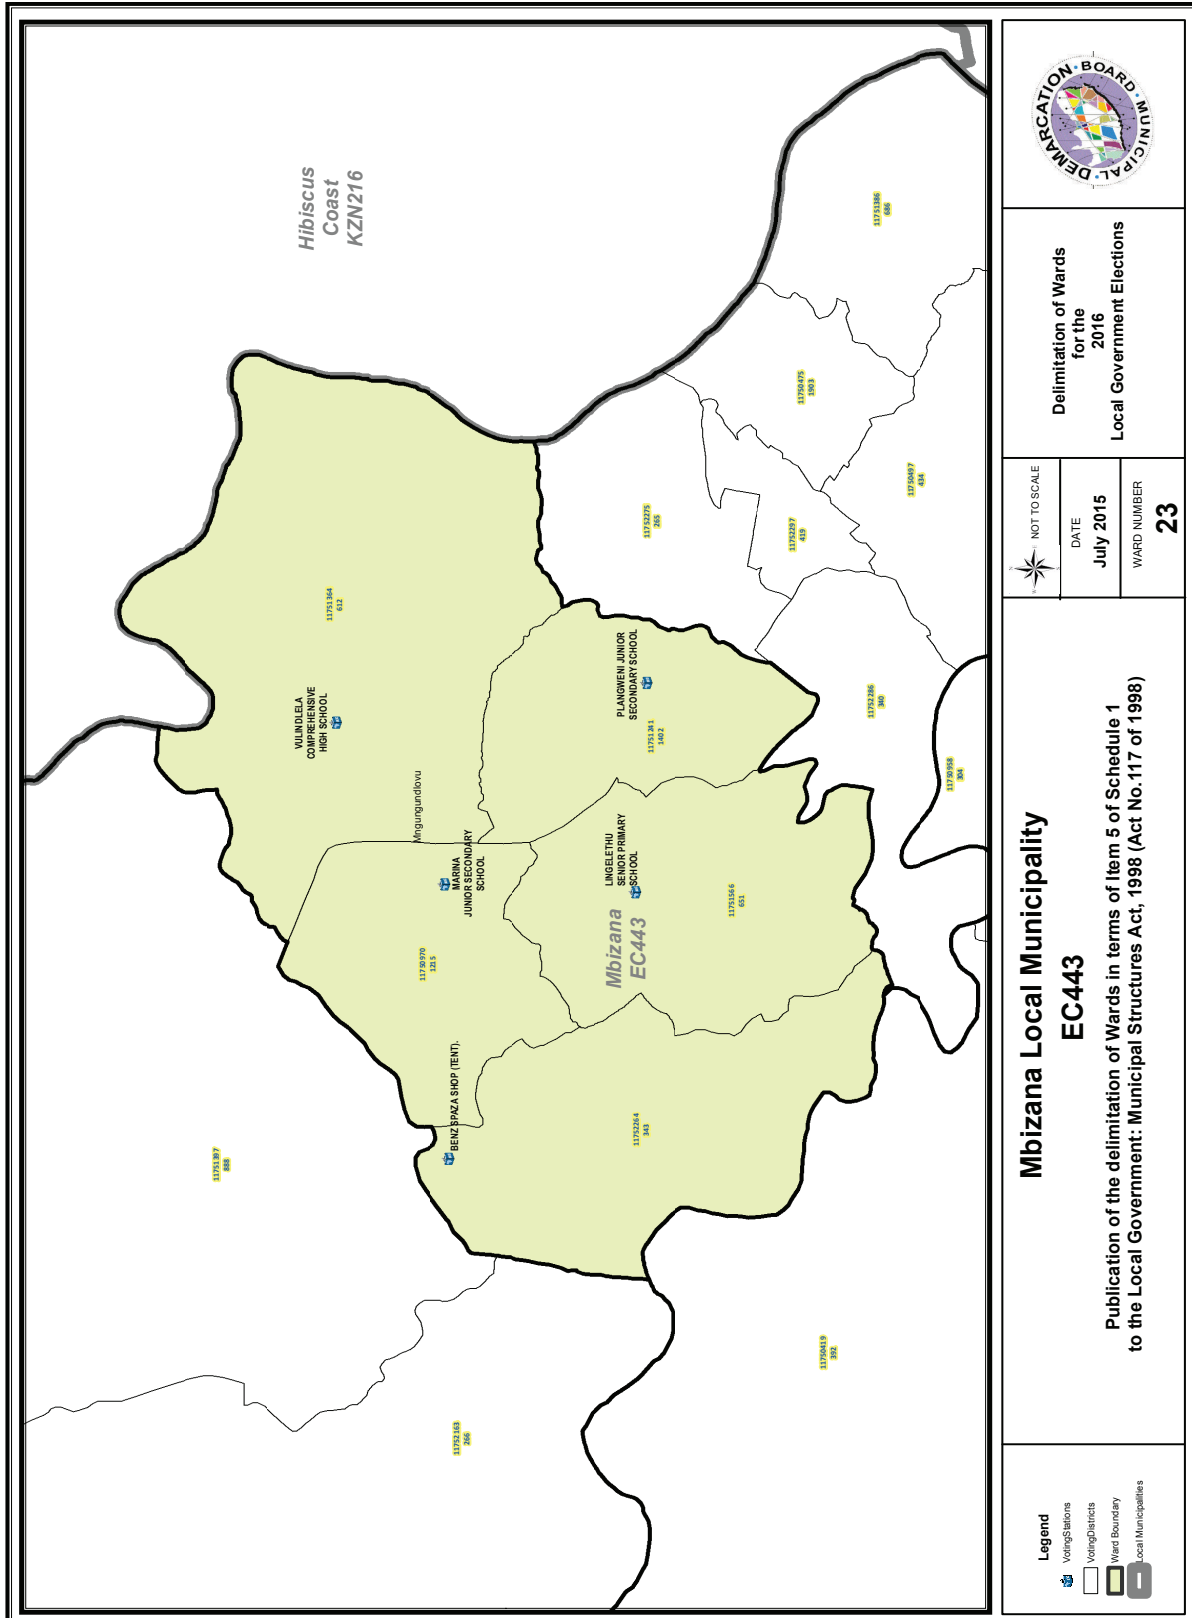 Hibiscus
Coast
KZN216
11751364
612
VULINDLELA
COMPREHENSIVE
HIGH SCHOOL
Mngungundlovu
MARINA
JUNIOR SECONDARY
SCHOOL
11750970
1215
BENZ SPAZA SHOP (TENT).
11751397
888
11752163
266
PLANGWENI JUNIOR
SECONDARY SCHOOL
11751241
1402
LINGELETHU
SENIOR PRIMARY
SCHOOL
Mbizana
EC443
11751566
651
11752264
343
11750419
392
11752275
265
11752297
419
11750475
1903
11751386
686
11750497
434
11752286
340
11750958
304
Legend
VotingStations
VotingDistricts
Ward Boundary
Local Municipalities
Mbizana Local Municipality
EC443
Publication of the delimitation of Wards in terms of Item 5 of Schedule 1
to the Local Government: Municipal Structures Act, 1998 (Act No.117 of 1998)
NOT TO SCALE
DATE
July 2015
WARD NUMBER
23
Delimitation of Wards
for the
2016
Local Government Elections
MUNICIPAL DEMARCATION BOARD